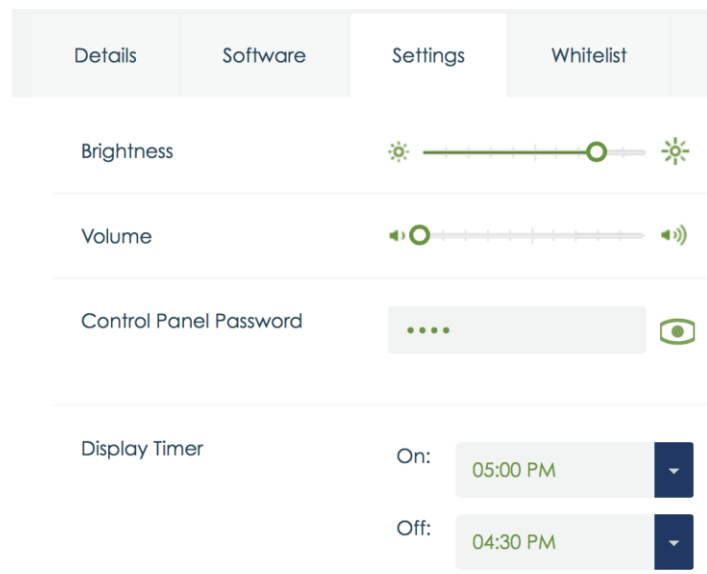 Details Software Settings Whitelist
Brightness
Volume
Control Panel Password ••••
Display Timer On: 05:00 PM
Off: 04:30 PM